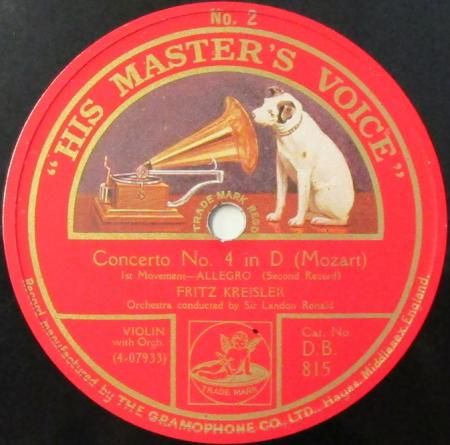 No. 2
"HIS MASTER'S VOICE"
TRADE MARK REGD
Concerto No. 4 in D (Mozart)
1st Movement—ALLEGRO (Second Record)
FRITZ KREISLER
Orchestra conducted by Sir Landon Ronald
VIOLIN
with Orch.
(4-07933)
TRADE MARK
Cat. No.
D.B.
815
Record manufactured by THE GRAMOPHONE CO., LTD., Hayes, Middlesex, England.